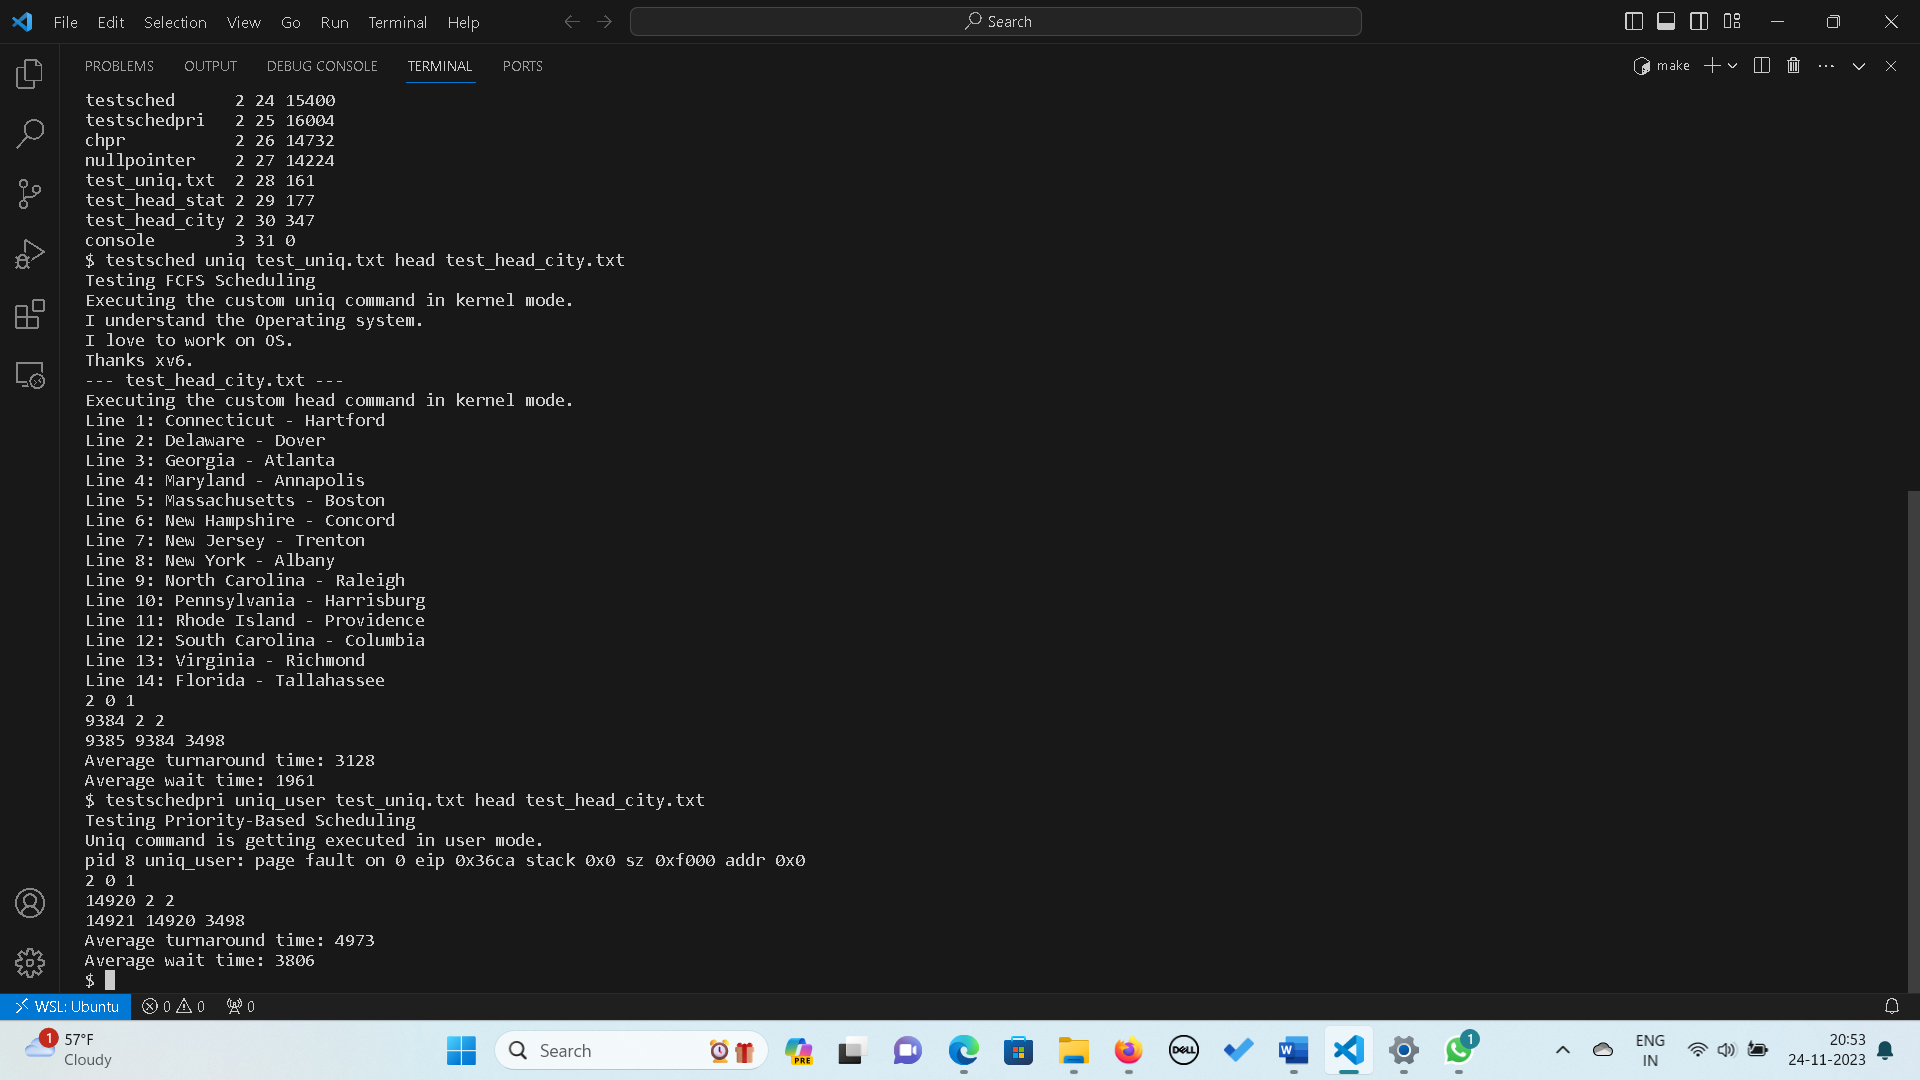 File Edit Selection View Go Run Terminal Help
Search
PROBLEMS OUTPUT DEBUG CONSOLE TERMINAL PORTS
make
testsched      2 24 15400
testschedpri   2 25 16004
chpr           2 26 14732
nullpointer    2 27 14224
test_uniq.txt  2 28 161
test_head_stat 2 29 177
test_head_city 2 30 347
console        3 31 0
$ testsched uniq test_uniq.txt head test_head_city.txt
Testing FCFS Scheduling
Executing the custom uniq command in kernel mode.
I understand the Operating system.
I love to work on OS.
Thanks xv6.
--- test_head_city.txt ---
Executing the custom head command in kernel mode.
Line 1: Connecticut - Hartford
Line 2: Delaware - Dover
Line 3: Georgia - Atlanta
Line 4: Maryland - Annapolis
Line 5: Massachusetts - Boston
Line 6: New Hampshire - Concord
Line 7: New Jersey - Trenton
Line 8: New York - Albany
Line 9: North Carolina - Raleigh
Line 10: Pennsylvania - Harrisburg
Line 11: Rhode Island - Providence
Line 12: South Carolina - Columbia
Line 13: Virginia - Richmond
Line 14: Florida - Tallahassee
2 0 1
9384 2 2
9385 9384 3498
Average turnaround time: 3128
Average wait time: 1961
$ testschedpri uniq_user test_uniq.txt head test_head_city.txt
Testing Priority-Based Scheduling
Uniq command is getting executed in user mode.
pid 8 uniq_user: page fault on 0 eip 0x36ca stack 0x0 sz 0xf000 addr 0x0
2 0 1
14920 2 2
14921 14920 3498
Average turnaround time: 4973
Average wait time: 3806
$
WSL: Ubuntu 0 0 0
1
57°F
Cloudy
Search
PRE
DELL
W
1
ENG
IN
20:53
24-11-2023